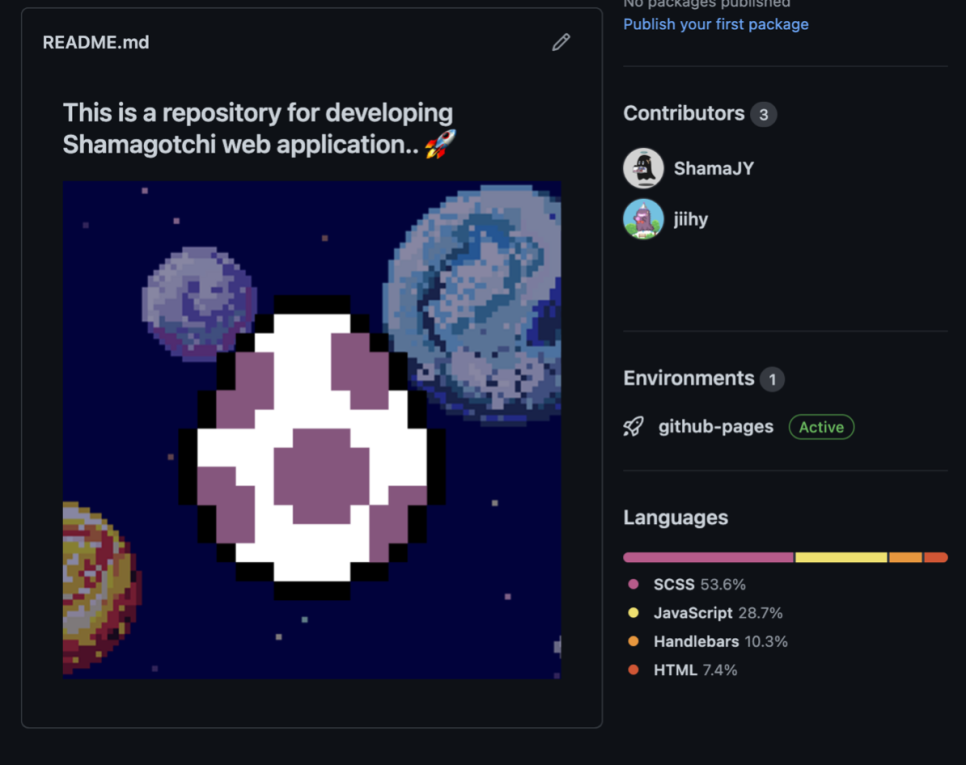 No packages published
Publish your first package
README.md
This is a repository for developing
Shamagotchi web application.. 🚀
Contributors 3
ShamaJY
jiihy
Environments 1
github-pages Active
Languages
SCSS 53.6%
JavaScript 28.7%
Handlebars 10.3%
HTML 7.4%